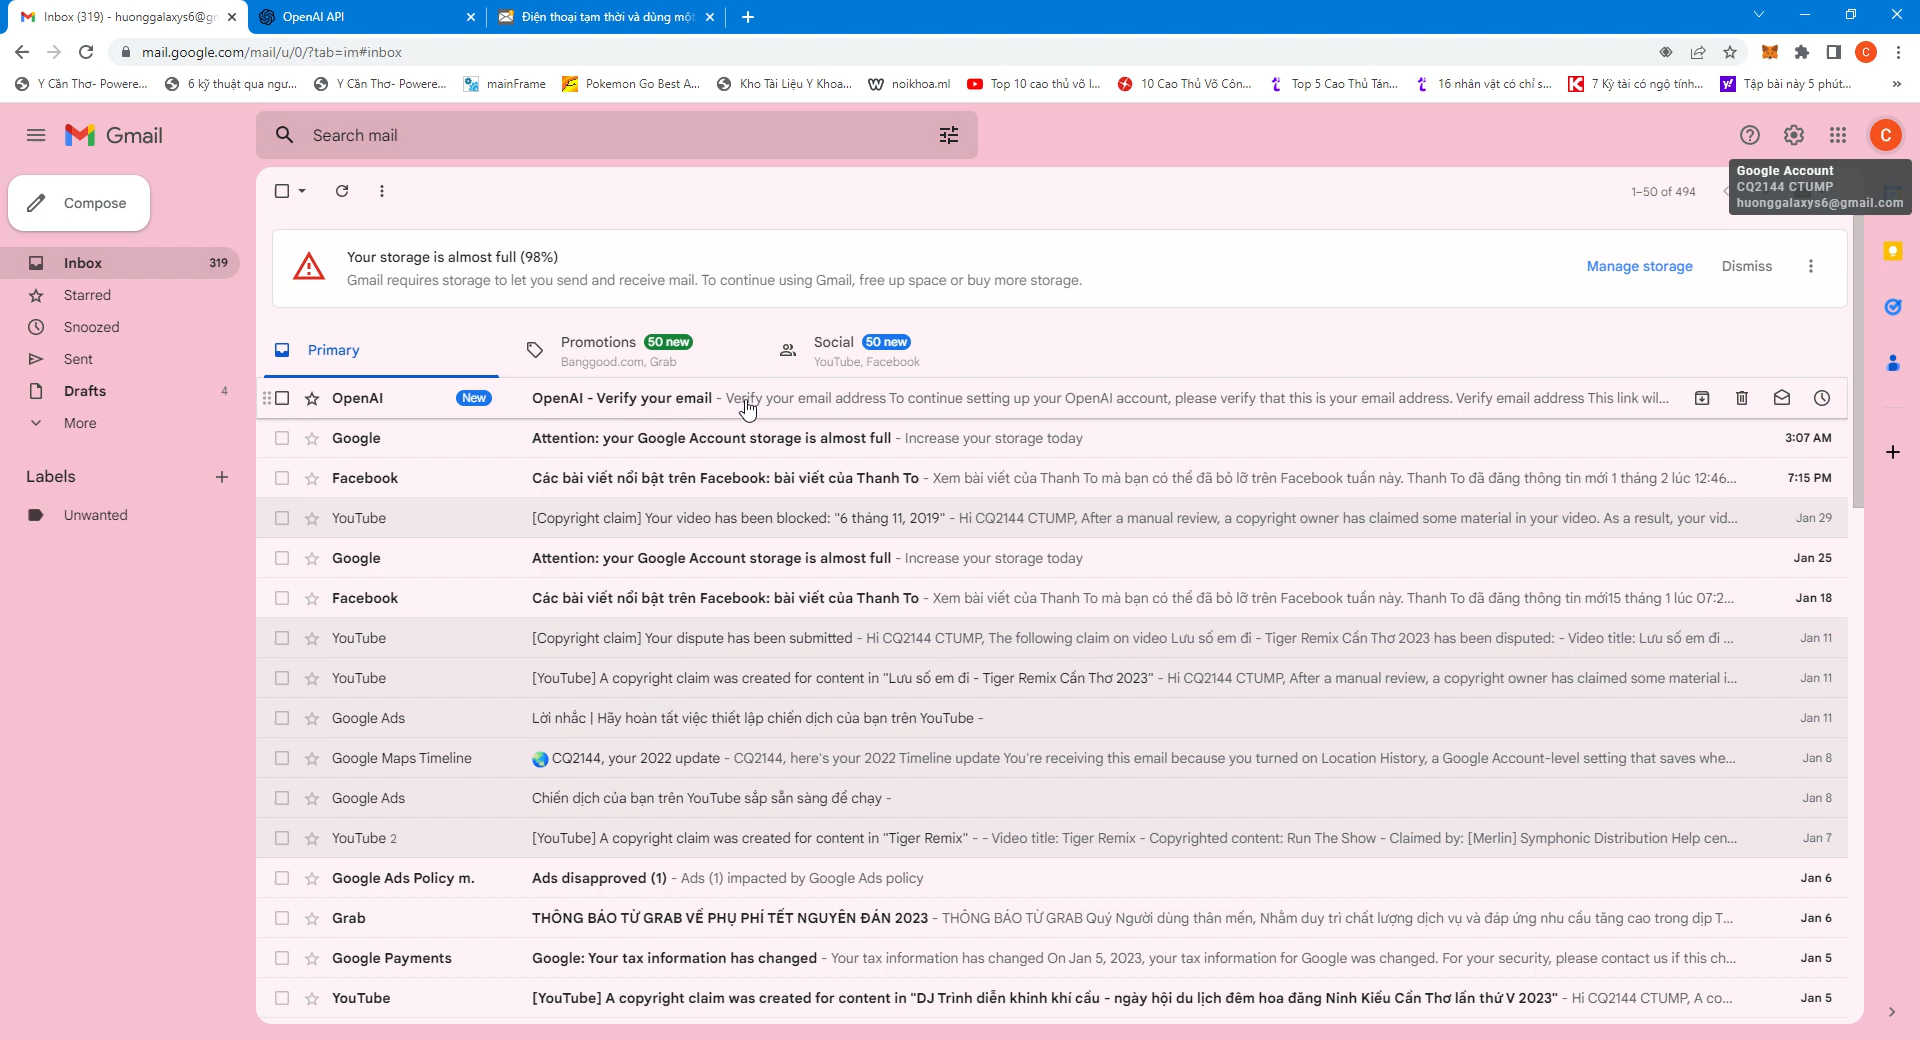 Inbox (319) - huonggalaxys6@gm
OpenAI API
Điện thoại tạm thời và dùng một
mail.google.com/mail/u/0/?tab=im#inbox
C
Y Cần Thơ- Powere...
6 kỹ thuật qua ngư...
Y Cần Thơ- Powere...
mainFrame
Pokemon Go Best A...
Kho Tài Liệu Y Khoa...
noikhoa.ml
Top 10 cao thủ võ l...
10 Cao Thủ Võ Côn...
Top 5 Cao Thủ Tán...
16 nhân vật có chỉ s...
7 Kỳ tài có ngộ tính...
Tập bài này 5 phút...
»
Gmail
Search mail
C
Google Account
CQ2144 CTUMP
huonggalaxys6@gmail.com
Compose
1–50 of 494
Inbox 319
Starred
Snoozed
Sent
Drafts 4
More
Labels
Unwanted
Your storage is almost full (98%)
Gmail requires storage to let you send and receive mail. To continue using Gmail, free up space or buy more storage.
Manage storage
Dismiss
Primary
Promotions 50 new
Banggood.com, Grab
Social 50 new
YouTube, Facebook
OpenAI New OpenAI - Verify your email - Verify your email address To continue setting up your OpenAI account, please verify that this is your email address. Verify email address This link wil...
Google Attention: your Google Account storage is almost full - Increase your storage today 3:07 AM
Facebook Các bài viết nổi bật trên Facebook: bài viết của Thanh To - Xem bài viết của Thanh To mà bạn có thể đã bỏ lỡ trên Facebook tuần này. Thanh To đã đăng thông tin mới 1 tháng 2 lúc 12:46... 7:15 PM
YouTube [Copyright claim] Your video has been blocked: "6 tháng 11, 2019" - Hi CQ2144 CTUMP, After a manual review, a copyright owner has claimed some material in your video. As a result, your vid... Jan 29
Google Attention: your Google Account storage is almost full - Increase your storage today Jan 25
Facebook Các bài viết nổi bật trên Facebook: bài viết của Thanh To - Xem bài viết của Thanh To mà bạn có thể đã bỏ lỡ trên Facebook tuần này. Thanh To đã đăng thông tin mới15 tháng 1 lúc 07:2... Jan 18
YouTube [Copyright claim] Your dispute has been submitted - Hi CQ2144 CTUMP, The following claim on video Lưu số em đi - Tiger Remix Cần Thơ 2023 has been disputed: - Video title: Lưu số em đi ... Jan 11
YouTube [YouTube] A copyright claim was created for content in "Lưu số em đi - Tiger Remix Cần Thơ 2023" - Hi CQ2144 CTUMP, After a manual review, a copyright owner has claimed some material i... Jan 11
Google Ads Lời nhắc | Hãy hoàn tất việc thiết lập chiến dịch của bạn trên YouTube - Jan 11
Google Maps Timeline CQ2144, your 2022 update - CQ2144, here's your 2022 Timeline update You're receiving this email because you turned on Location History, a Google Account-level setting that saves whe... Jan 8
Google Ads Chiến dịch của bạn trên YouTube sắp sẵn sàng để chạy - Jan 8
YouTube 2 [YouTube] A copyright claim was created for content in "Tiger Remix" - - Video title: Tiger Remix - Copyrighted content: Run The Show - Claimed by: [Merlin] Symphonic Distribution Help cen... Jan 7
Google Ads Policy m. Ads disapproved (1) - Ads (1) impacted by Google Ads policy Jan 6
Grab THÔNG BÁO TỪ GRAB VỀ PHỤ PHÍ TẾT NGUYÊN ĐÁN 2023 - THÔNG BÁO TỪ GRAB Quý Người dùng thân mến, Nhằm duy trì chất lượng dịch vụ và đáp ứng nhu cầu tăng cao trong dịp T... Jan 6
Google Payments Google: Your tax information has changed - Your tax information has changed On Jan 5, 2023, your tax information for Google was changed. For your security, please contact us if this ch... Jan 5
YouTube [YouTube] A copyright claim was created for content in "DJ Trình diễn khinh khí cầu - ngày hội du lịch đêm hoa đăng Ninh Kiều Cần Thơ lần thứ V 2023" - Hi CQ2144 CTUMP, A co... Jan 5